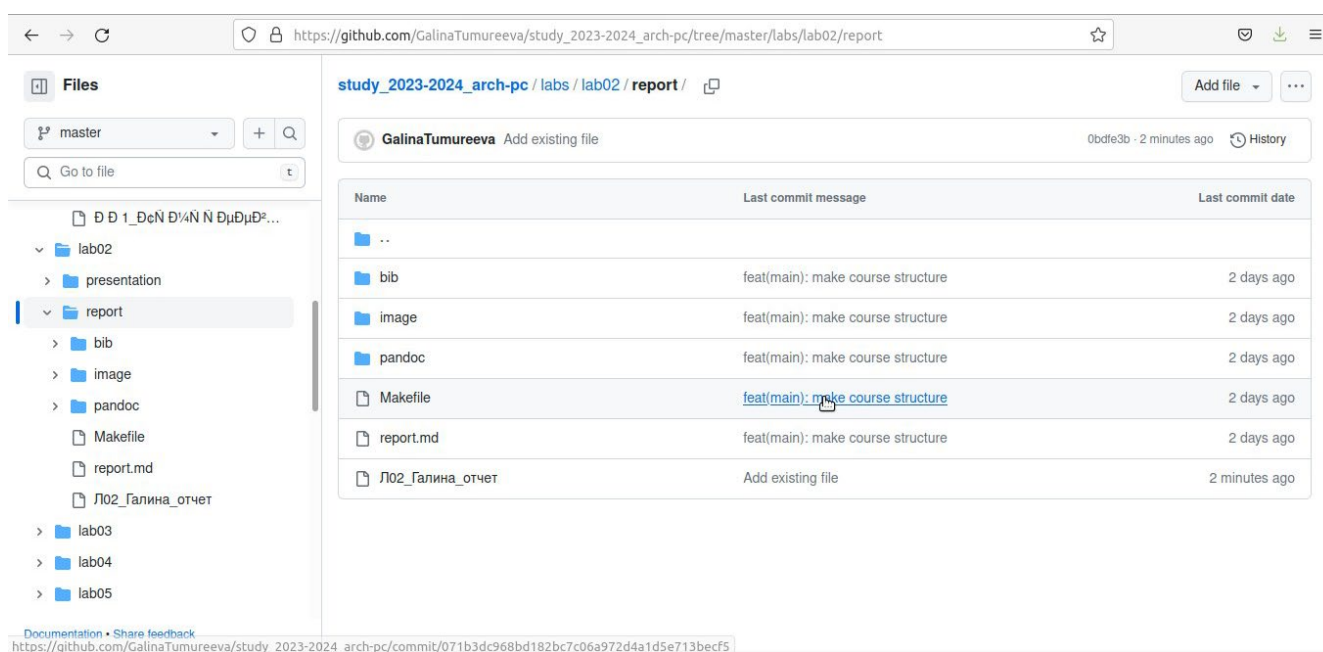 https://github.com/GalinaTumureeva/study_2023-2024_arch-pc/tree/master/labs/lab02/report
Files
study_2023-2024_arch-pc / labs / lab02 / report /
Add file
master
GalinaTumureeva Add existing file
0bdfe3b · 2 minutes ago
History
Go to file
t
Name Last commit message Last commit date
..
bib feat(main): make course structure 2 days ago
image feat(main): make course structure 2 days ago
pandoc feat(main): make course structure 2 days ago
Makefile feat(main): make course structure 2 days ago
report.md feat(main): make course structure 2 days ago
Л02_Галина_отчет Add existing file 2 minutes ago
lab02
presentation
report
bib
image
pandoc
Makefile
report.md
Л02_Галина_отчет
lab03
lab04
lab05
Documentation • Share feedback
https://github.com/GalinaTumureeva/study_2023-2024_arch-pc/commit/071b3dc968bd182bc7c06a972d4a1d5e713becf5